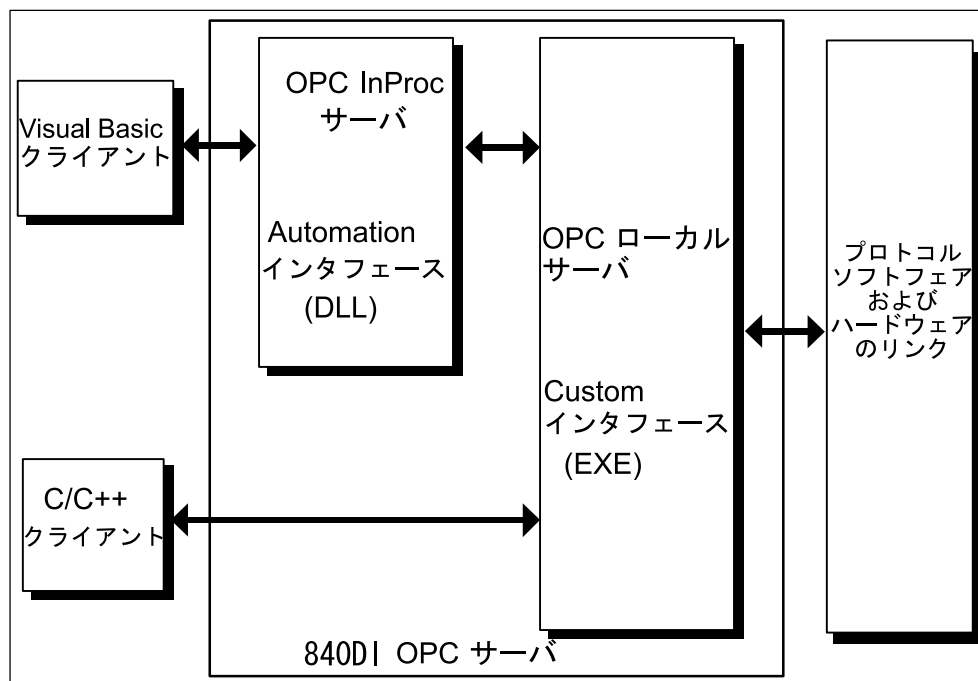 Visual Basic
クライアント
OPC InProc
サーバ
Automation
インタフェース
(DLL)
OPC ローカル
サーバ
Custom
インタフェース
(EXE)
プロトコル
ソフトフェア
および
ハードウェア
のリンク
C/C++
クライアント
840DI OPC サーバ